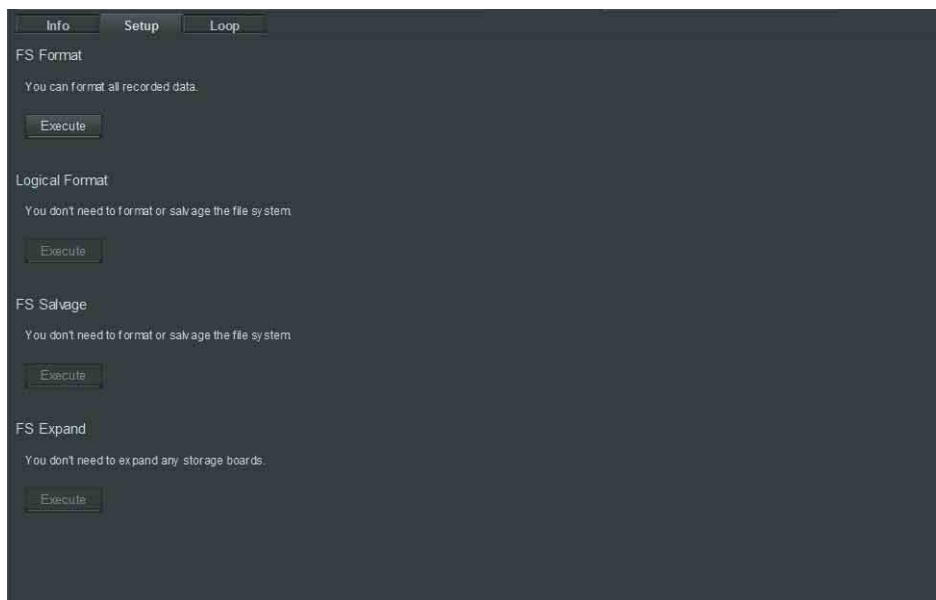 Info Setup Loop
FS Format
You can format all recorded data.
Execute
Logical Format
You don't need to format or salvage the file system.
Execute
FS Salvage
You don't need to format or salvage the file system.
Execute
FS Expand
You don't need to expand any storage boards.
Execute